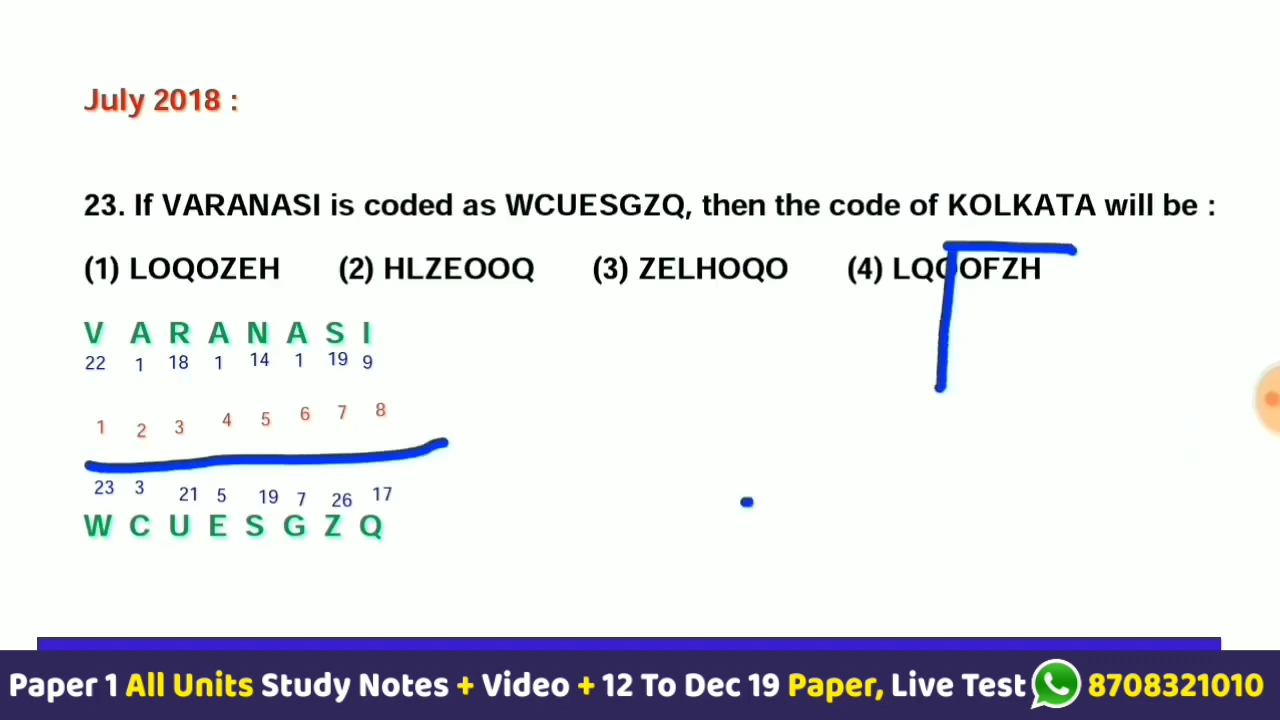 July 2018 :
23. If VARANASI is coded as WCUESGZQ, then the code of KOLKATA will be :
(1) LOQOZEH (2) HLZEOOQ (3) ZELHOQO (4) LQOOFZH
V A R A N A S I
22 1 18 1 14 1 19 9
1 2 3 4 5 6 7 8
23 3 21 5 19 7 26 17
W C U E S G Z Q
Paper 1 All Units Study Notes + Video + 12 To Dec 19 Paper, Live Test 8708321010